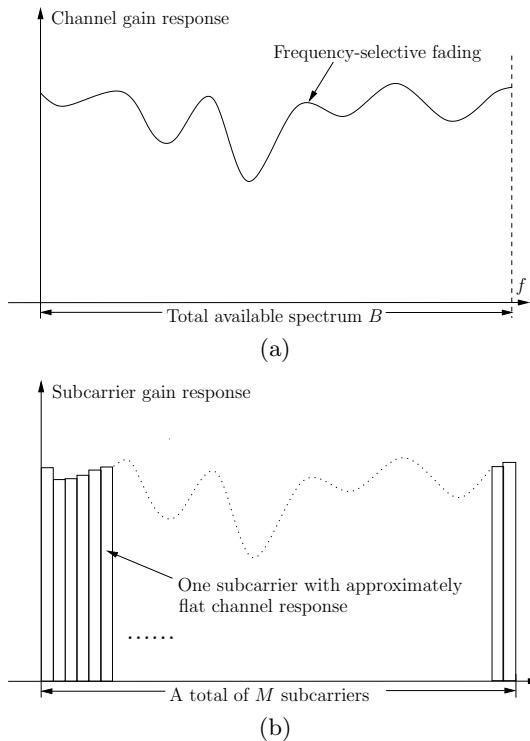 Channel gain response
Frequency-selective fading
f
Total available spectrum B
(a)
Subcarrier gain response
One subcarrier with approximately
flat channel response
......
A total of M subcarriers
(b)